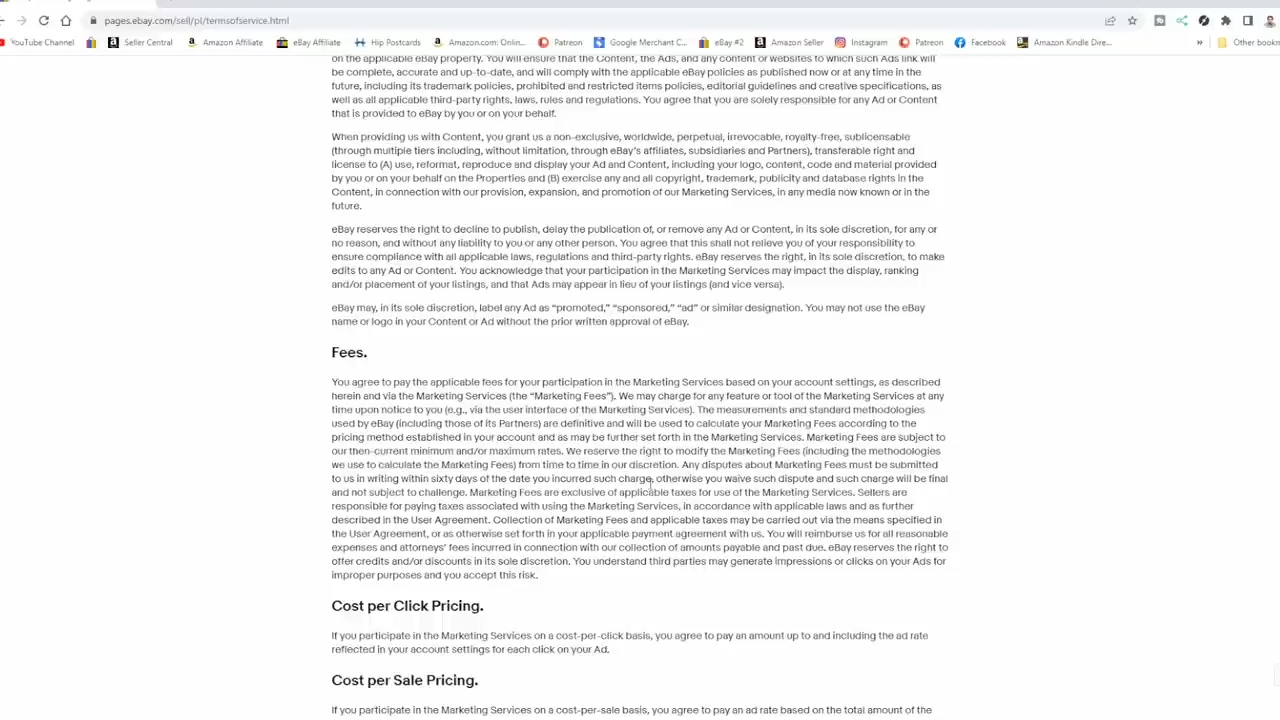 pages.ebay.com/sell/pl/termsofservice.html
YouTube Channel Seller Central Amazon Affiliate eBay Affiliate Hip Postcards Amazon.com: Onlin... Patreon Google Merchant C... eBay #2 Amazon Seller Instagram Patreon Facebook Amazon Kindle Dire... » Other bookm
on the applicable eBay property. You will ensure that the Content, the Ads, and any content or websites to which such Ads link will
be complete, accurate and up-to-date, and will comply with the applicable eBay policies as published now or at any time in the
future, including its trademark policies, prohibited and restricted items policies, editorial guidelines and creative specifications, as
well as all applicable third-party rights, laws, rules and regulations. You agree that you are solely responsible for any Ad or Content
that is provided to eBay by you or on your behalf.
When providing us with Content, you grant us a non-exclusive, worldwide, perpetual, irrevocable, royalty-free, sublicensable
(through multiple tiers including, without limitation, through eBay's affiliates, subsidiaries and Partners), transferable right and
license to (A) use, reformat, reproduce and display your Ad and Content, including your logo, content, code and material provided
by you or on your behalf on the Properties and (B) exercise any and all copyright, trademark, publicity and database rights in the
Content, in connection with our provision, expansion, and promotion of our Marketing Services, in any media now known or in the
future.
eBay reserves the right to decline to publish, delay the publication of, or remove any Ad or Content, in its sole discretion, for any or
no reason, and without any liability to you or any other person. You agree that this shall not relieve you of your responsibility to
ensure compliance with all applicable laws, regulations and third-party rights. eBay reserves the right, in its sole discretion, to make
edits to any Ad or Content. You acknowledge that your participation in the Marketing Services may impact the display, ranking
and/or placement of your listings, and that Ads may appear in lieu of your listings (and vice versa).
eBay may, in its sole discretion, label any Ad as “promoted,” “sponsored,” “ad” or similar designation. You may not use the eBay
name or logo in your Content or Ad without the prior written approval of eBay.
Fees.
You agree to pay the applicable fees for your participation in the Marketing Services based on your account settings, as described
herein and via the Marketing Services (the “Marketing Fees”). We may charge for any feature or tool of the Marketing Services at any
time upon notice to you (e.g., via the user interface of the Marketing Services). The measurements and standard methodologies
used by eBay (including those of its Partners) are definitive and will be used to calculate your Marketing Fees according to the
pricing method established in your account and as may be further set forth in the Marketing Services. Marketing Fees are subject to
our then-current minimum and/or maximum rates. We reserve the right to modify the Marketing Fees (including the methodologies
we use to calculate the Marketing Fees) from time to time in our discretion. Any disputes about Marketing Fees must be submitted
to us in writing within sixty days of the date you incurred such charge, otherwise you waive such dispute and such charge will be final
and not subject to challenge. Marketing Fees are exclusive of applicable taxes for use of the Marketing Services. Sellers are
responsible for paying taxes associated with using the Marketing Services, in accordance with applicable laws and as further
described in the User Agreement. Collection of Marketing Fees and applicable taxes may be carried out via the means specified in
the User Agreement, or as otherwise set forth in your applicable payment agreement with us. You will reimburse us for all reasonable
expenses and attorneys' fees incurred in connection with our collection of amounts payable and past due. eBay reserves the right to
offer credits and/or discounts in its sole discretion. You understand third parties may generate impressions or clicks on your Ads for
improper purposes and you accept this risk.
Cost per Click Pricing.
If you participate in the Marketing Services on a cost-per-click basis, you agree to pay an amount up to and including the ad rate
reflected in your account settings for each click on your Ad.
Cost per Sale Pricing.
If you participate in the Marketing Services on a cost-per-sale basis, you agree to pay an ad rate based on the total amount of the